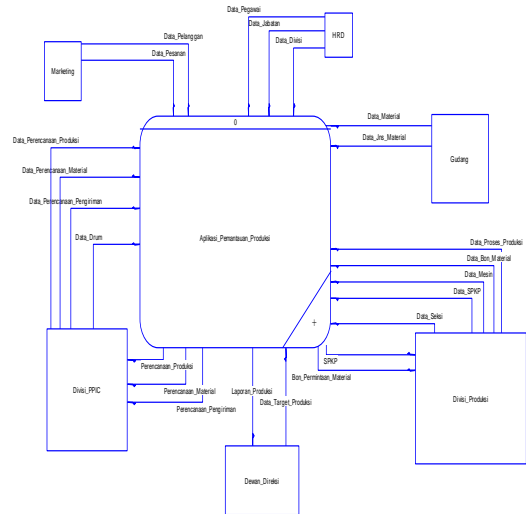 Data_Pegawai
Data_Jabatan
Data_Divisi
HRD
Data_Pelanggan
Data_Pesanan
Marketing
0
Data_Material
Data_Jns_Material
Gudang
Data_Perencanaan_Produksi
Data_Perencanaan_Material
Data_Perencanaan_Pengiriman
Data_Drum
Aplikasi_Pemantauan_Produksi
Data_Proses_Produksi
Data_Bon_Material
Data_Mesin
Data_SPKP
Data_Seksi
+
SPKP
Bon_Permintaan_Material
Divisi_Produksi
Divisi_PPIC
Perencanaan_Produksi
Perencanaan_Material
Perencanaan_Pengiriman
Laporan_Produksi
Data_Target_Produksi
Dewan_Direksi